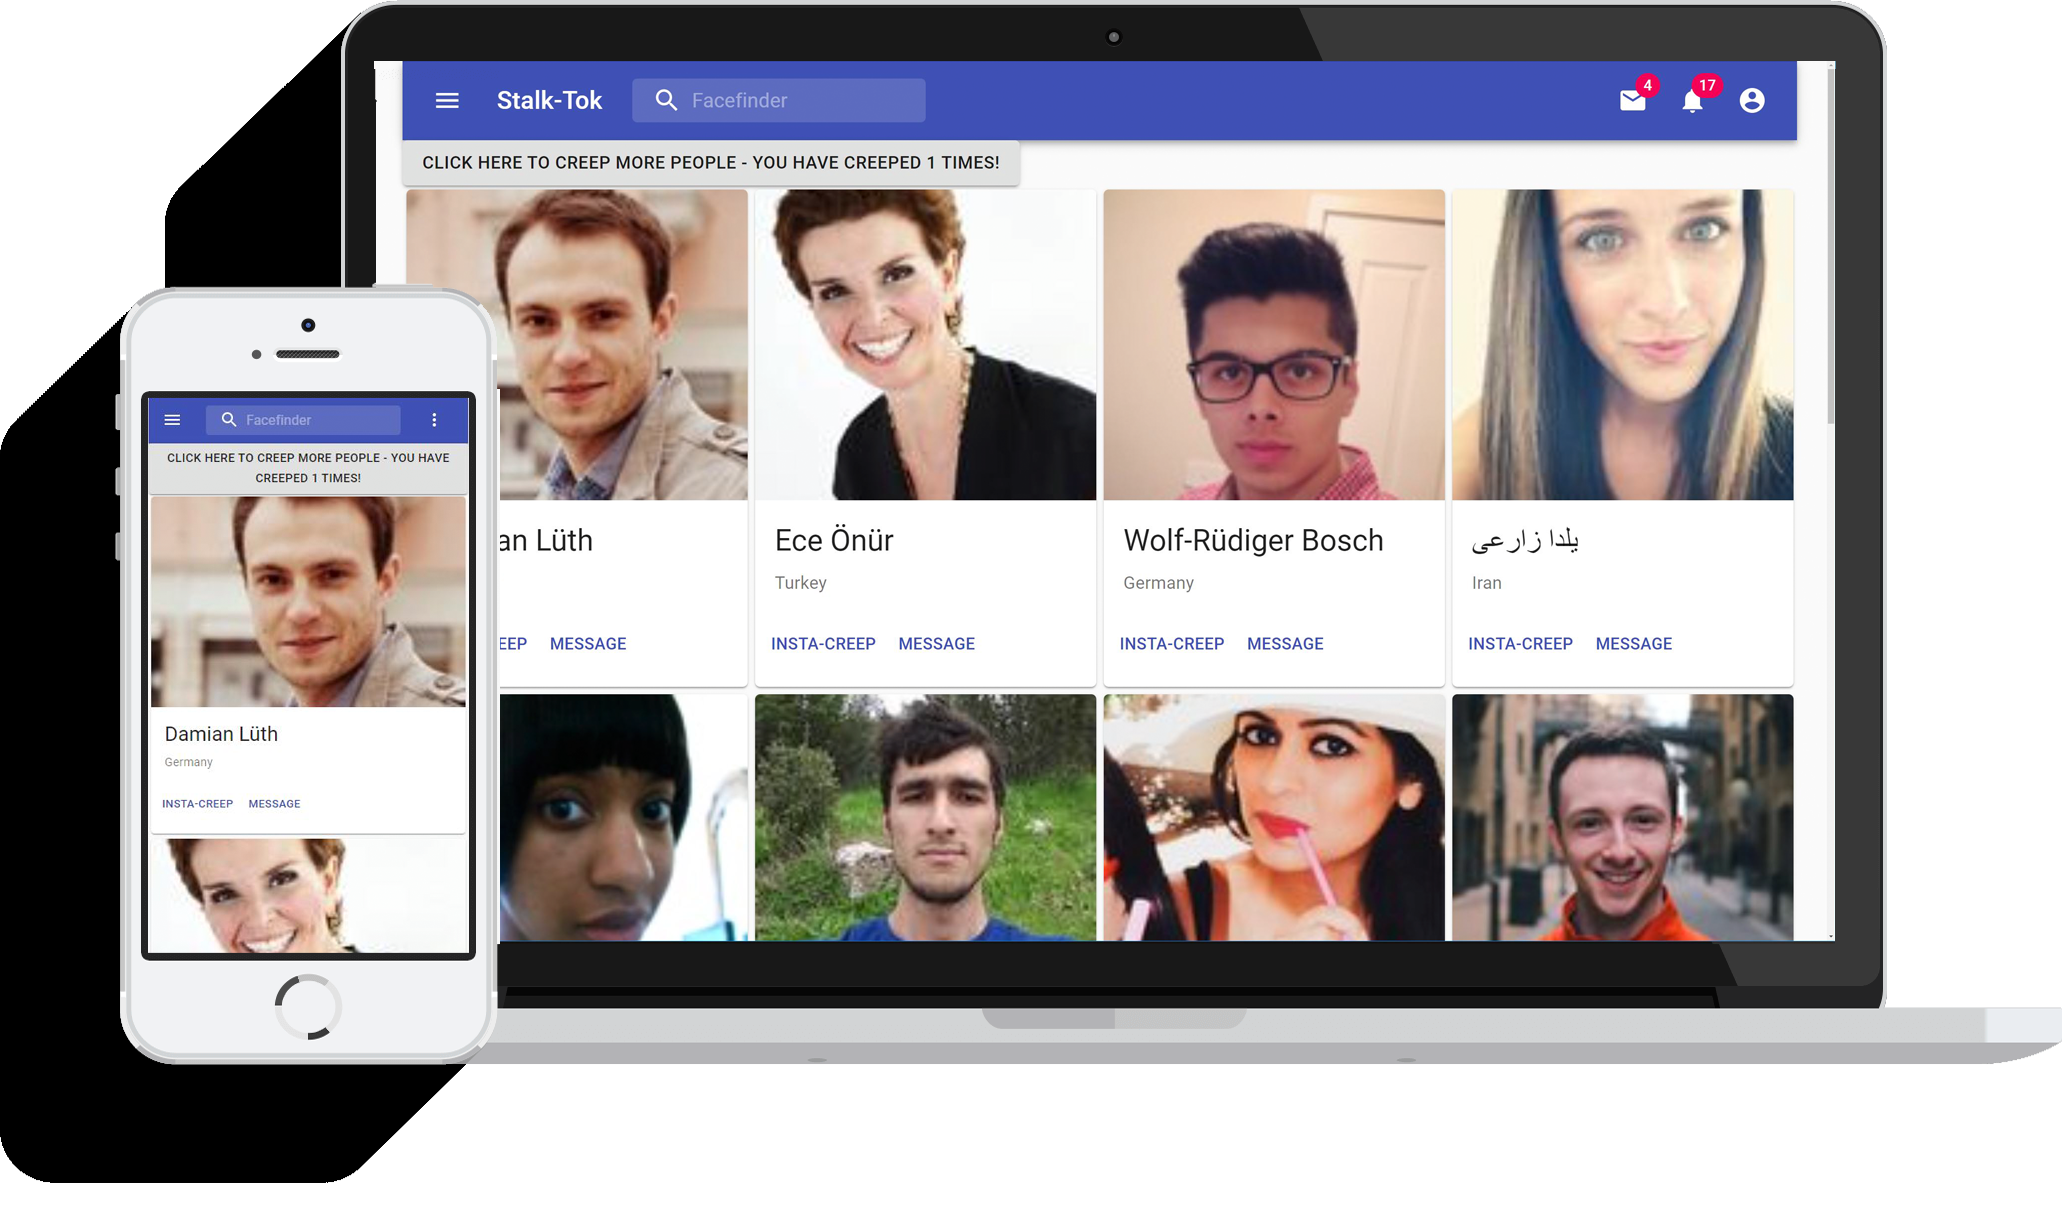 Stalk-Tok
Facefinder
4
17
CLICK HERE TO CREEP MORE PEOPLE - YOU HAVE CREEPED 1 TIMES!
an Lüth
Ece Önür
Wolf-Rüdiger Bosch
یلدا زارعی
Turkey
Germany
Iran
EEP MESSAGE
INSTA-CREEP MESSAGE
INSTA-CREEP MESSAGE
INSTA-CREEP MESSAGE
Facefinder
CLICK HERE TO CREEP MORE PEOPLE - YOU HAVE
CREEPED 1 TIMES!
Damian Lüth
Germany
INSTA-CREEP MESSAGE